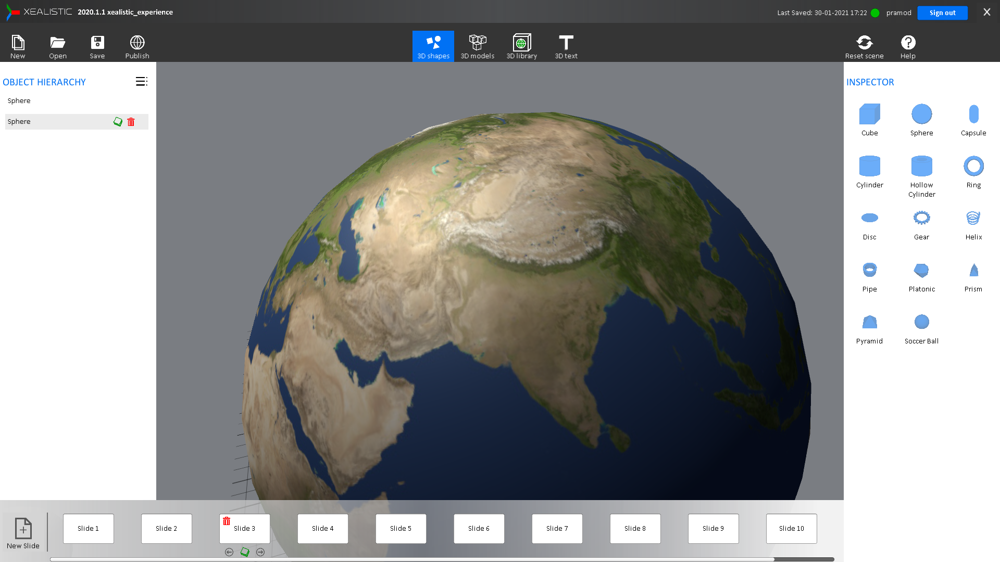 XEALISTIC 2020.1.1 xealistic_experience
Last Saved: 30-01-2021 17:22 pramod Sign out X
New Open Save Publish
3D shapes 3D models 3D library 3D text
Reset scene Help
OBJECT HIERARCHY
Sphere
Sphere
INSPECTOR
Cube Sphere Capsule
Cylinder Hollow Ring
Cylinder
Disc Gear Helix
Pipe Platonic Prism
Pyramid Soccer Ball
New Slide
Slide 1 Slide 2 Slide 3 Slide 4 Slide 5 Slide 6 Slide 7 Slide 8 Slide 9 Slide 10